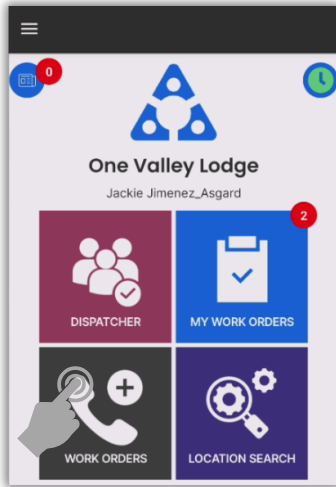 0
One Valley Lodge
Jackie Jimenez_Asgard
2
DISPATCHER
MY WORK ORDERS
WORK ORDERS
LOCATION SEARCH